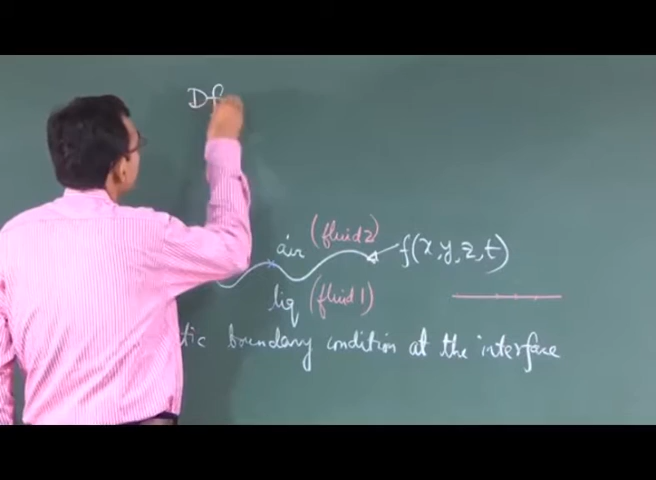 Df
air (fluid 2)
f(x,y,z,t)
liq (fluid 1)
tic boundary condition at the interface